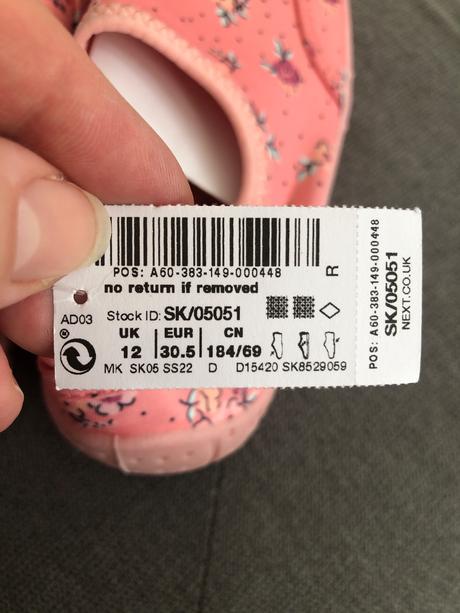 POS: A60-383-149-000448
R
no return if removed
AD03
Stock ID: SK/05051
UK EUR CN
12 30.5 184/69
MK SK05 SS22 D D15420 SK8529059
POS: A60-383-149-000448
SK/05051
NEXT.CO.UK